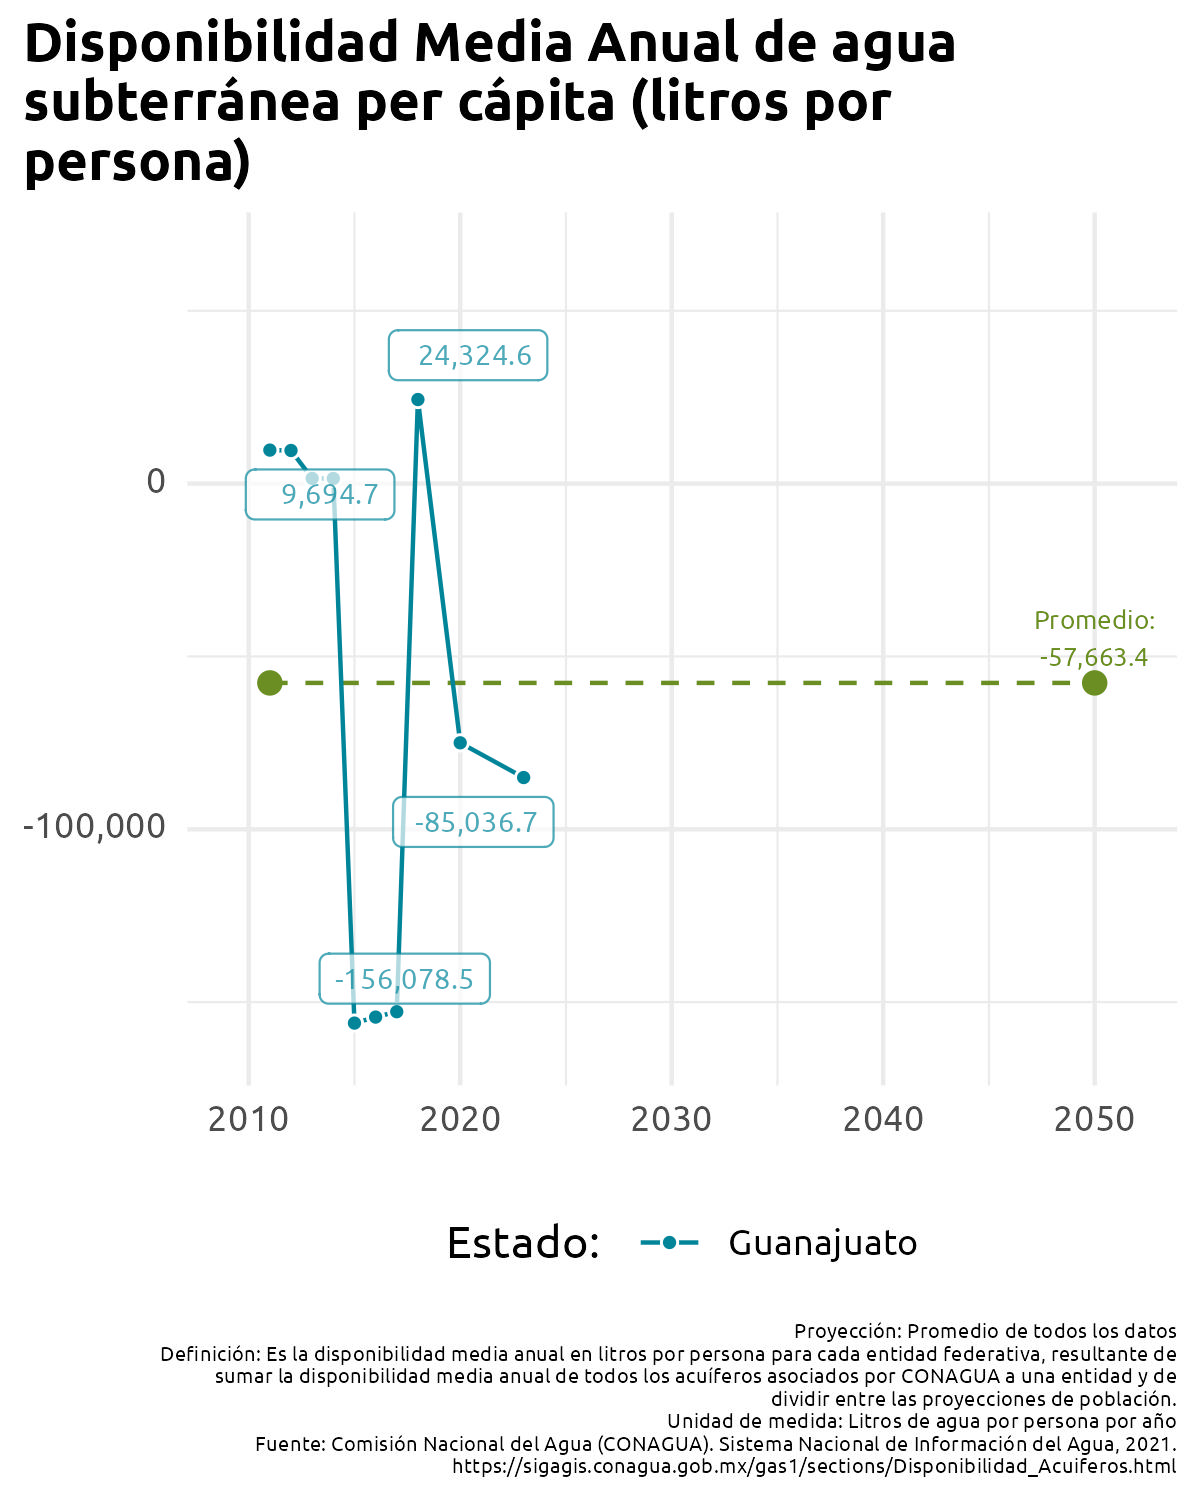 Disponibilidad Media Anual de agua
subterránea per cápita (litros por
persona)
24,324.6
0
9,694.7
Promedio:
-57,663.4
-100,000
-85,036.7
-156,078.5
2010 2020 2030 2040 2050
Estado: Guanajuato
Proyección: Promedio de todos los datos
Definición: Es la disponibilidad media anual en litros por persona para cada entidad federativa, resultante de
sumar la disponibilidad media anual de todos los acuíferos asociados por CONAGUA a una entidad y de
dividir entre las proyecciones de población.
Unidad de medida: Litros de agua por persona por año
Fuente: Comisión Nacional del Agua (CONAGUA). Sistema Nacional de Información del Agua, 2021.
https://sigagis.conagua.gob.mx/gas1/sections/Disponibilidad_Acuiferos.html